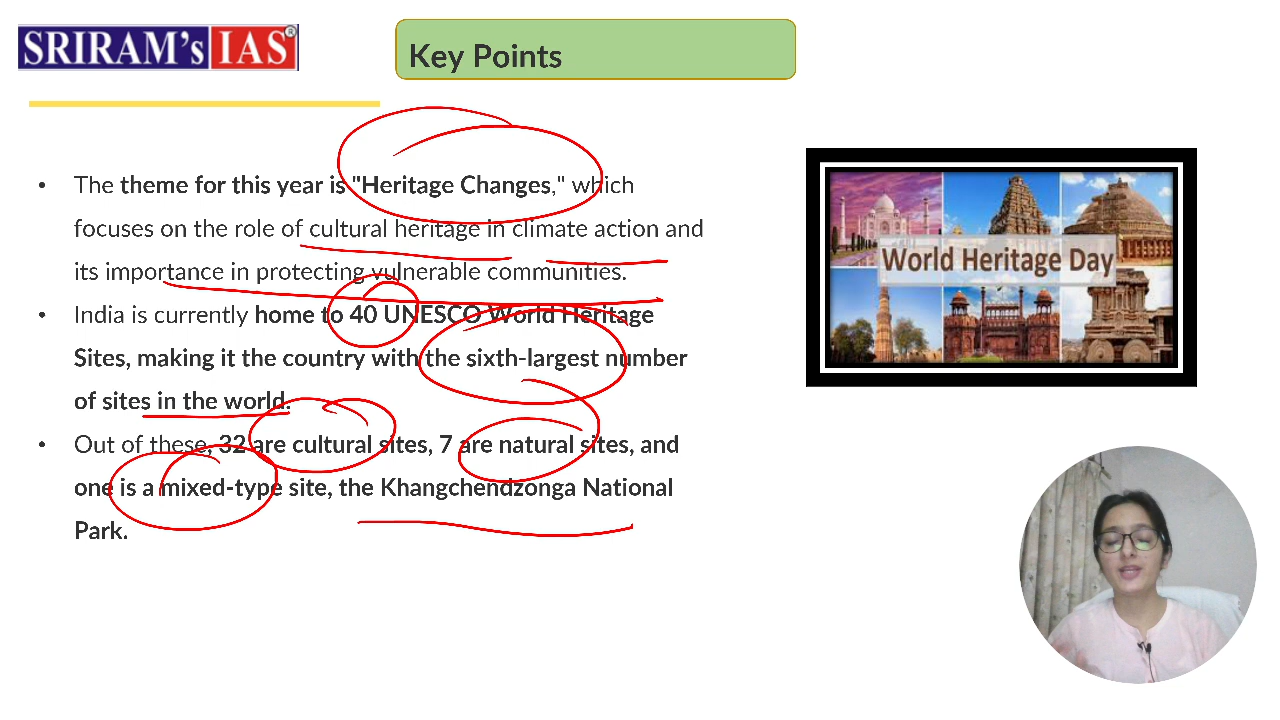 SRIRAM's IAS®
Key Points
• The theme for this year is "Heritage Changes," which
focuses on the role of cultural heritage in climate action and
its importance in protecting vulnerable communities.
• India is currently home to 40 UNESCO World Heritage
Sites, making it the country with the sixth-largest number
of sites in the world.
• Out of these, 32 are cultural sites, 7 are natural sites, and
one is a mixed-type site, the Khangchendzonga National
Park.
World Heritage Day